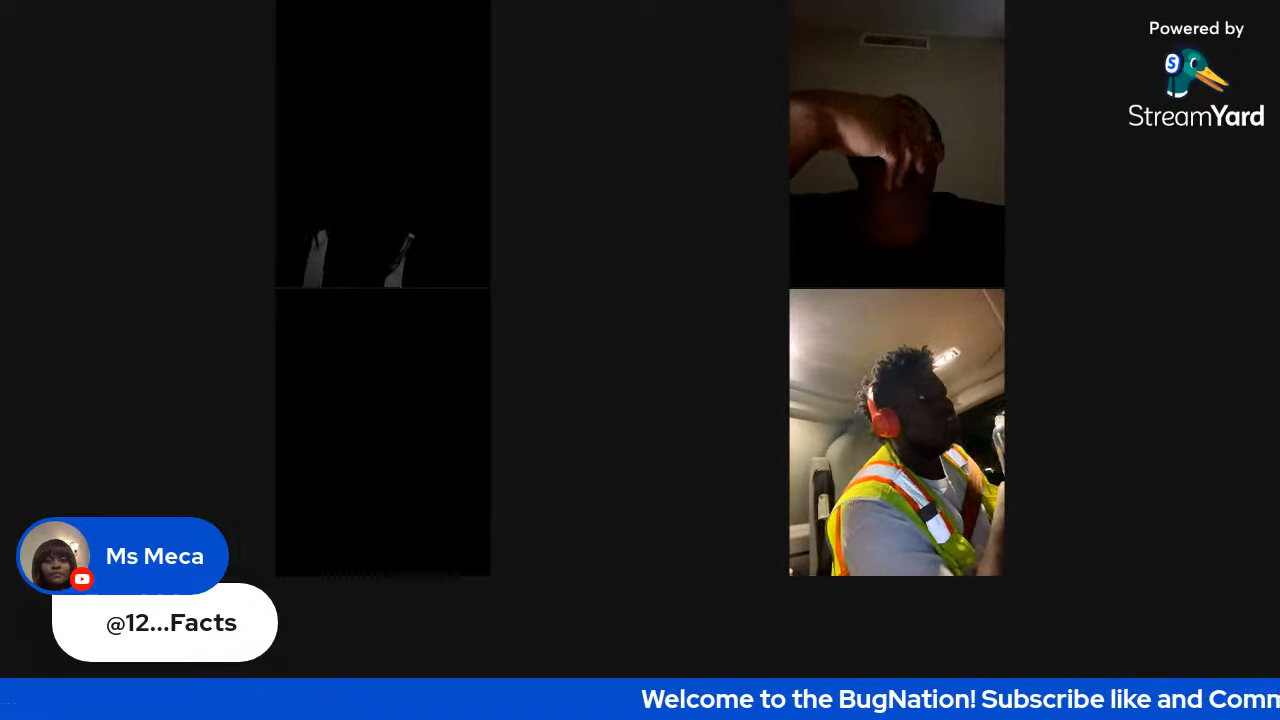 Powered by
StreamYard
S
Ms Meca
@12...Facts
Welcome to the BugNation! Subscribe like and Comm